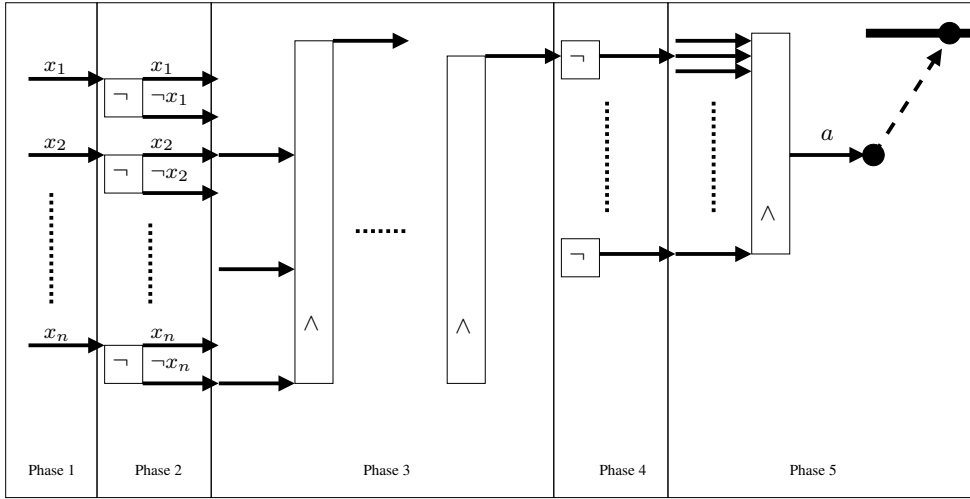 x₁ x₁
¬ ¬x₁
¬
a
x₂ x₂
¬ ¬x₂
∧
¬
∧ ∧
xₙ xₙ
¬ ¬xₙ
Phase 1 Phase 2 Phase 3 Phase 4 Phase 5